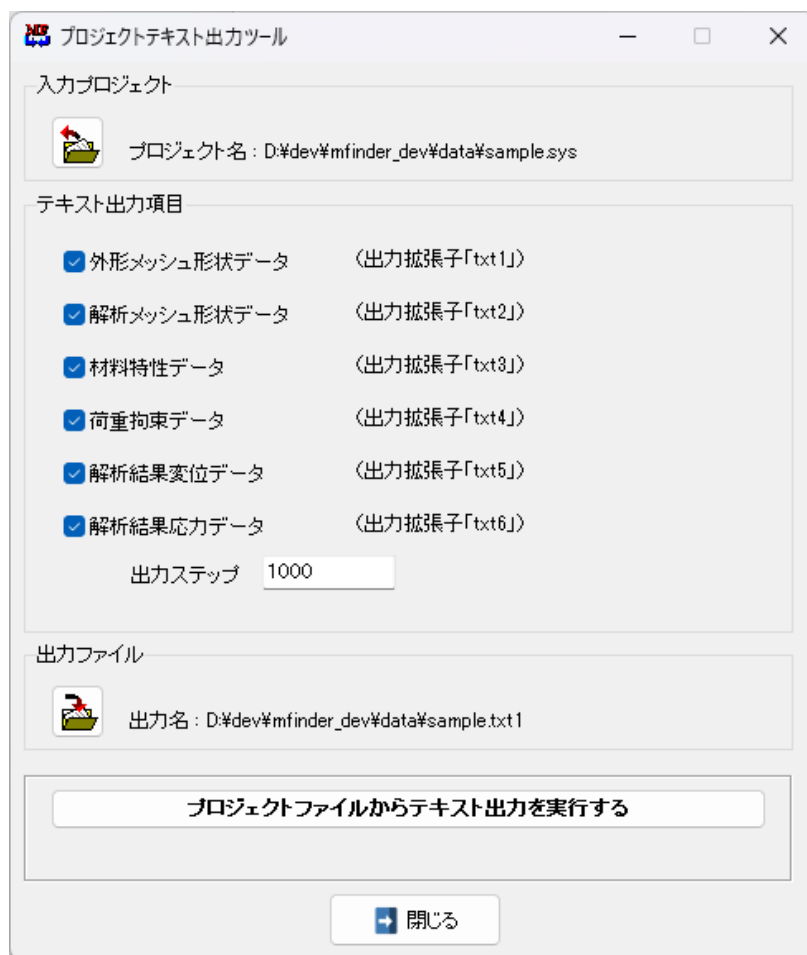 プロジェクトテキスト出力ツール
入力プロジェクト
プロジェクト名 : D:¥dev¥mfinder_dev¥data¥sample.sys
テキスト出力項目
外形メッシュ形状データ （出力拡張子「txt1」）
解析メッシュ形状データ （出力拡張子「txt2」）
材料特性データ （出力拡張子「txt3」）
荷重拘束データ （出力拡張子「txt4」）
解析結果変位データ （出力拡張子「txt5」）
解析結果応力データ （出力拡張子「txt6」）
出力ステップ 1000
出力ファイル
出力名 : D:¥dev¥mfinder_dev¥data¥sample.txt1
プロジェクトファイルからテキスト出力を実行する
閉じる